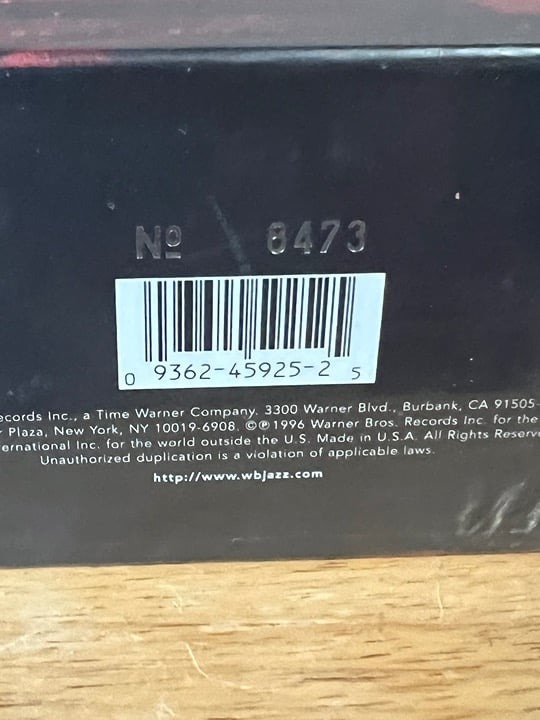 Nº 8473
0 9362-45925-2 5
ecords Inc., a Time Warner Company. 3300 Warner Blvd., Burbank, CA 91505-
r Plaza, New York, NY 10019-6908. ©℗1996 Warner Bros. Records Inc. for the
ernational Inc. for the world outside the U.S. Made in U.S.A. All Rights Reserve
Unauthorized duplication is a violation of applicable laws.
http://www.wbjazz.com